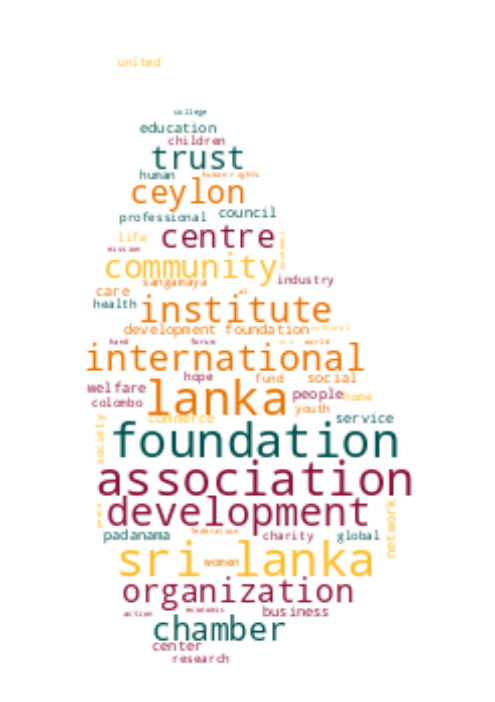 united
college
education
children
trust
human human rights
ceylon
professional council
life centre
mission
community
sangamaya industry
care al
health institute
development foundation cultural
hand forum sri world
international
hope fund social
welfare lanka people home
colombo youth
commerce service
society foundation
association
peace development network
padanama federation charity global
sri lanka
women
organization
action economic business
chamber
center
research